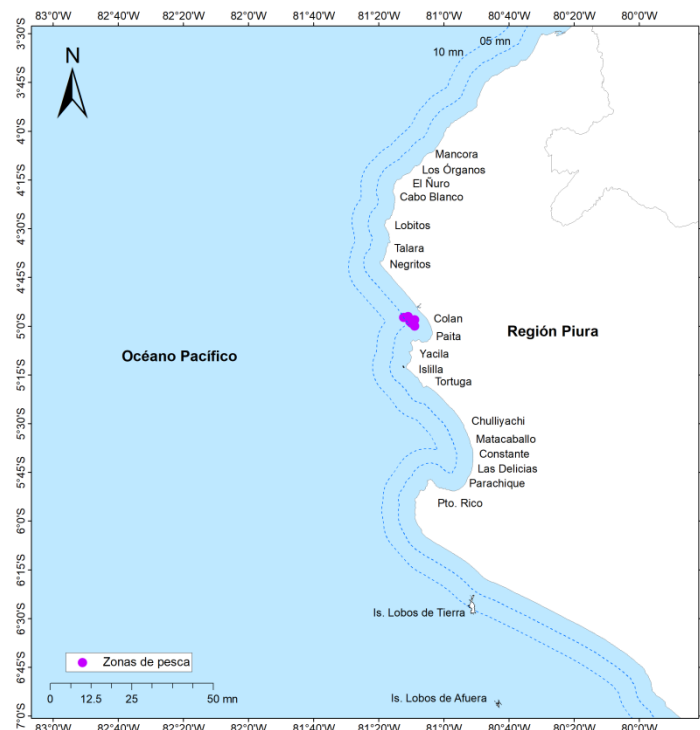 83°0'W 82°40'W 82°20'W 82°0'W 81°40'W 81°20'W 81°0'W 80°40'W 80°20'W 80°0'W
3°30'S
05 mn
10 mn
N
3°45'S
4°0'S
Mancora
Los Órganos
4°15'S
El Ñuro
Cabo Blanco
4°30'S
Lobitos
Talara
4°45'S
Negritos
5°0'S
Colan
Región Piura
Paita
Océano Pacífico
Yacila
5°15'S
Islilla
Tortuga
5°30'S
Chulliyachi
Matacaballo
Constante
5°45'S
Las Delicias
Parachique
Pto. Rico
6°0'S
6°15'S
6°30'S
Is. Lobos de Tierra
6°45'S
Zonas de pesca
0 12.5 25 50 mn
Is. Lobos de Afuera
7°0'S
83°0'W 82°40'W 82°20'W 82°0'W 81°40'W 81°20'W 81°0'W 80°40'W 80°20'W 80°0'W